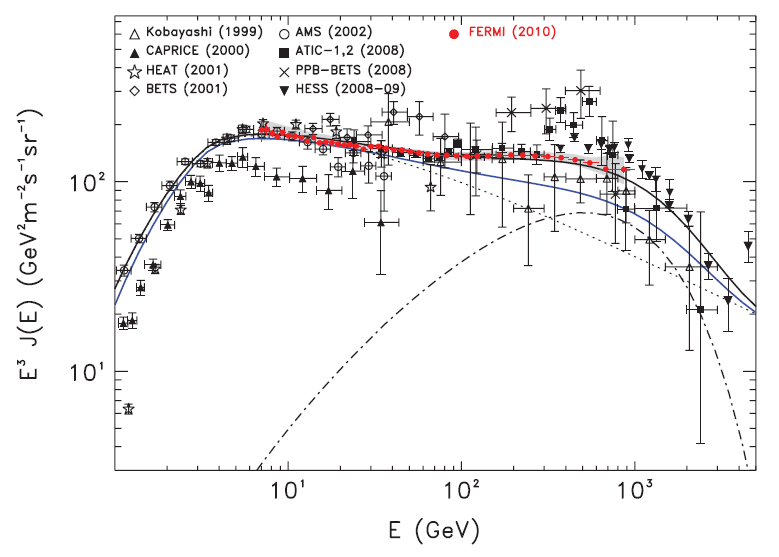 Kobayashi (1999) AMS (2002) FERMI (2010)
CAPRICE (2000) ATIC-1,2 (2008)
HEAT (2001) PPB-BETS (2008)
BETS (2001) HESS (2008-09)
E³ J(E) (GeV²m⁻²s⁻¹sr⁻¹)
10²
10¹
10¹ 10² 10³
E (GeV)